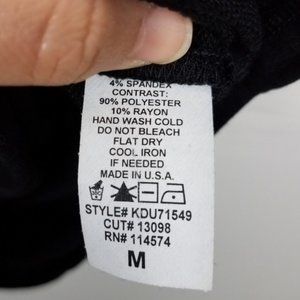 4% SPANDEX
CONTRAST:
90% POLYESTER
10% RAYON
HAND WASH COLD
DO NOT BLEACH
FLAT DRY
COOL IRON
IF NEEDED
MADE IN U.S.A.
STYLE# KDU71549
CUT# 13098
RN# 114574
M